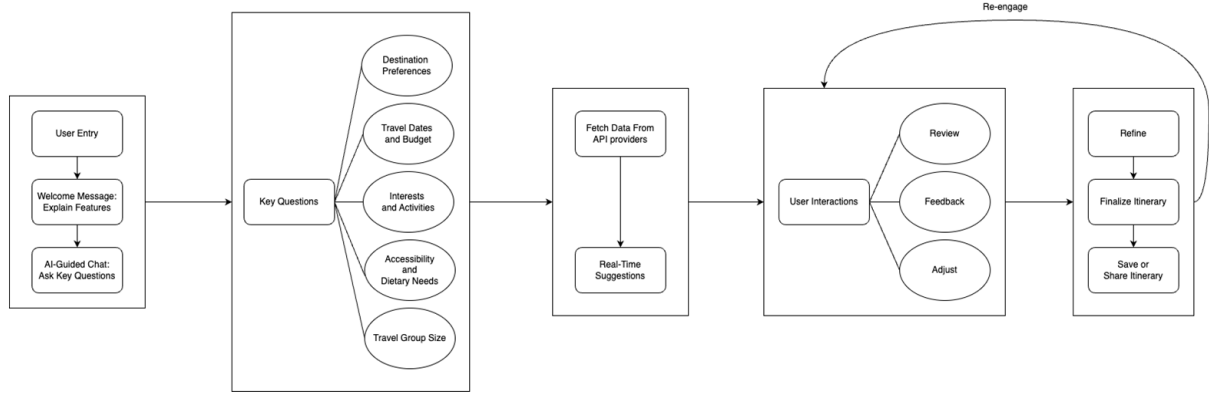 Re-engage
User Entry
Welcome Message:
Explain Features
AI-Guided Chat:
Ask Key Questions
Key Questions
Destination
Preferences
Travel Dates
and Budget
Interests
and Activities
Accessibility
and
Dietary Needs
Travel Group Size
Fetch Data From
API providers
Real-Time
Suggestions
User Interactions
Review
Feedback
Adjust
Refine
Finalize Itinerary
Save or
Share Itinerary